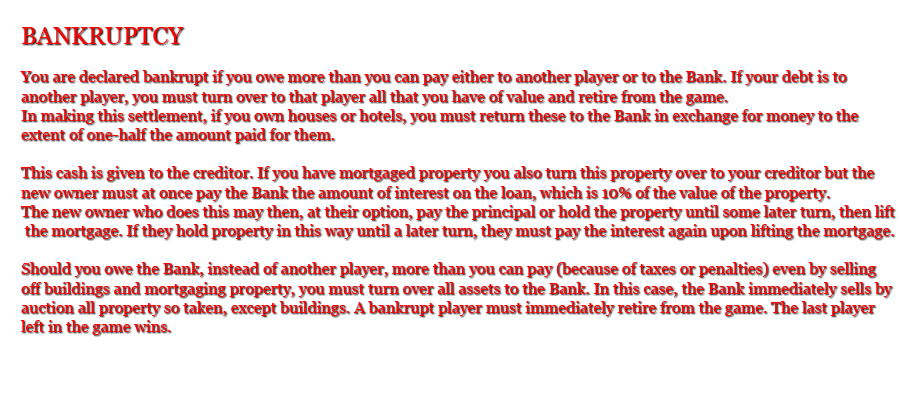 BANKRUPTCY
You are declared bankrupt if you owe more than you can pay either to another player or to the Bank. If your debt is to
another player, you must turn over to that player all that you have of value and retire from the game.
In making this settlement, if you own houses or hotels, you must return these to the Bank in exchange for money to the
extent of one-half the amount paid for them.
This cash is given to the creditor. If you have mortgaged property you also turn this property over to your creditor but the
new owner must at once pay the Bank the amount of interest on the loan, which is 10% of the value of the property.
The new owner who does this may then, at their option, pay the principal or hold the property until some later turn, then lift
the mortgage. If they hold property in this way until a later turn, they must pay the interest again upon lifting the mortgage.
Should you owe the Bank, instead of another player, more than you can pay (because of taxes or penalties) even by selling
off buildings and mortgaging property, you must turn over all assets to the Bank. In this case, the Bank immediately sells by
auction all property so taken, except buildings. A bankrupt player must immediately retire from the game. The last player
left in the game wins.